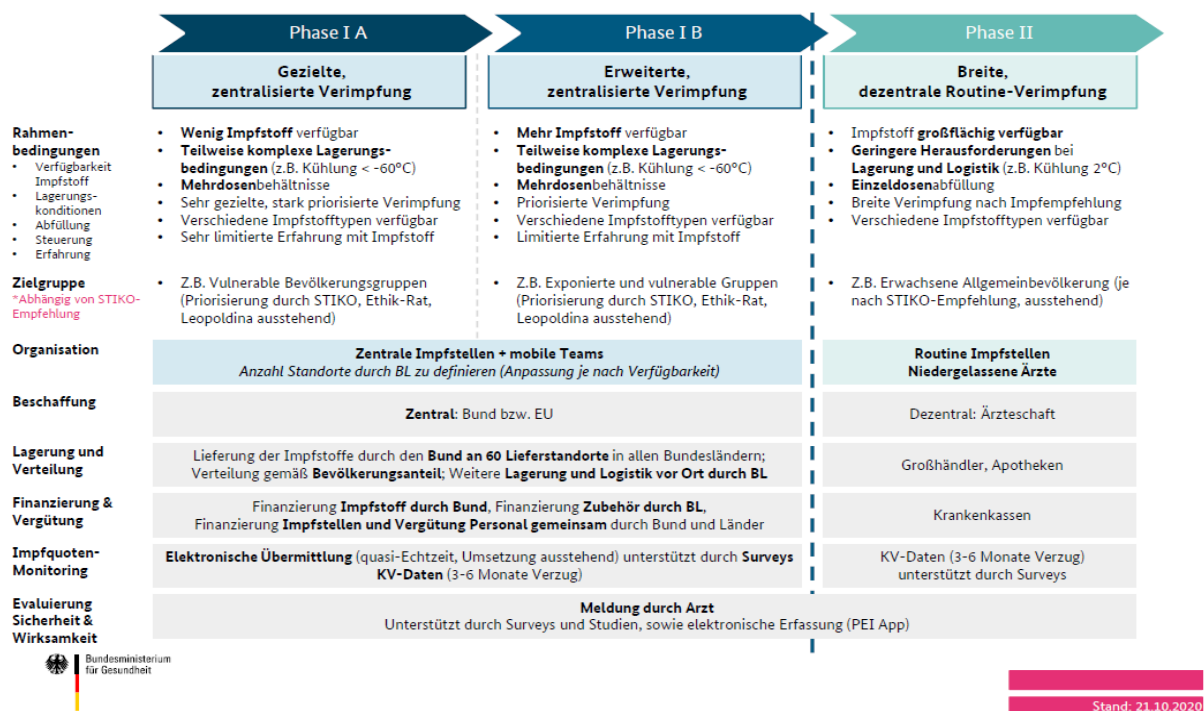 Phase I A
Phase I B
Phase II
Gezielte,
zentralisierte Verimpfung
Erweiterte,
zentralisierte Verimpfung
Breite,
dezentrale Routine-Verimpfung
Rahmen-
bedingungen
• Verfügbarkeit
Impfstoff
• Lagerungs-
konditionen
• Abfüllung
• Steuerung
• Erfahrung
• Wenig Impfstoff verfügbar
• Teilweise komplexe Lagerungs-
bedingungen (z.B. Kühlung < -60°C)
• Mehrdosenbehältnisse
• Sehr gezielte, stark priorisierte Verimpfung
• Verschiedene Impfstofftypen verfügbar
• Sehr limitierte Erfahrung mit Impfstoff
• Mehr Impfstoff verfügbar
• Teilweise komplexe Lagerungs-
bedingungen (z.B. Kühlung < -60°C)
• Mehrdosenbehältnisse
• Priorisierte Verimpfung
• Verschiedene Impfstofftypen verfügbar
• Limitierte Erfahrung mit Impfstoff
• Impfstoff großflächig verfügbar
• Geringere Herausforderungen bei
Lagerung und Logistik (z.B. Kühlung 2°C)
• Einzeldosenabfüllung
• Breite Verimpfung nach Impfempfehlung
• Verschiedene Impfstofftypen verfügbar
Zielgruppe
*Abhängig von STIKO-
Empfehlung
• Z.B. Vulnerable Bevölkerungsgruppen
(Priorisierung durch STIKO, Ethik-Rat,
Leopoldina ausstehend)
• Z.B. Exponierte und vulnerable Gruppen
(Priorisierung durch STIKO, Ethik-Rat,
Leopoldina ausstehend)
• Z.B. Erwachsene Allgemeinbevölkerung (je
nach STIKO-Empfehlung, ausstehend)
Organisation
Zentrale Impfstellen + mobile Teams
Anzahl Standorte durch BL zu definieren (Anpassung je nach Verfügbarkeit)
Routine Impfstellen
Niedergelassene Ärzte
Beschaffung
Zentral: Bund bzw. EU
Dezentral: Ärzteschaft
Lagerung und
Verteilung
Lieferung der Impfstoffe durch den Bund an 60 Lieferstandorte in allen Bundesländern;
Verteilung gemäß Bevölkerungsanteil; Weitere Lagerung und Logistik vor Ort durch BL
Großhändler, Apotheken
Finanzierung &
Vergütung
Finanzierung Impfstoff durch Bund, Finanzierung Zubehör durch BL,
Finanzierung Impfstellen und Vergütung Personal gemeinsam durch Bund und Länder
Krankenkassen
Impfquoten-
Monitoring
Elektronische Übermittlung (quasi-Echtzeit, Umsetzung ausstehend) unterstützt durch Surveys
KV-Daten (3-6 Monate Verzug)
KV-Daten (3-6 Monate Verzug)
unterstützt durch Surveys
Evaluierung
Sicherheit &
Wirksamkeit
Meldung durch Arzt
Unterstützt durch Surveys und Studien, sowie elektronische Erfassung (PEI App)
Bundesministerium
für Gesundheit
Stand: 21.10.2020